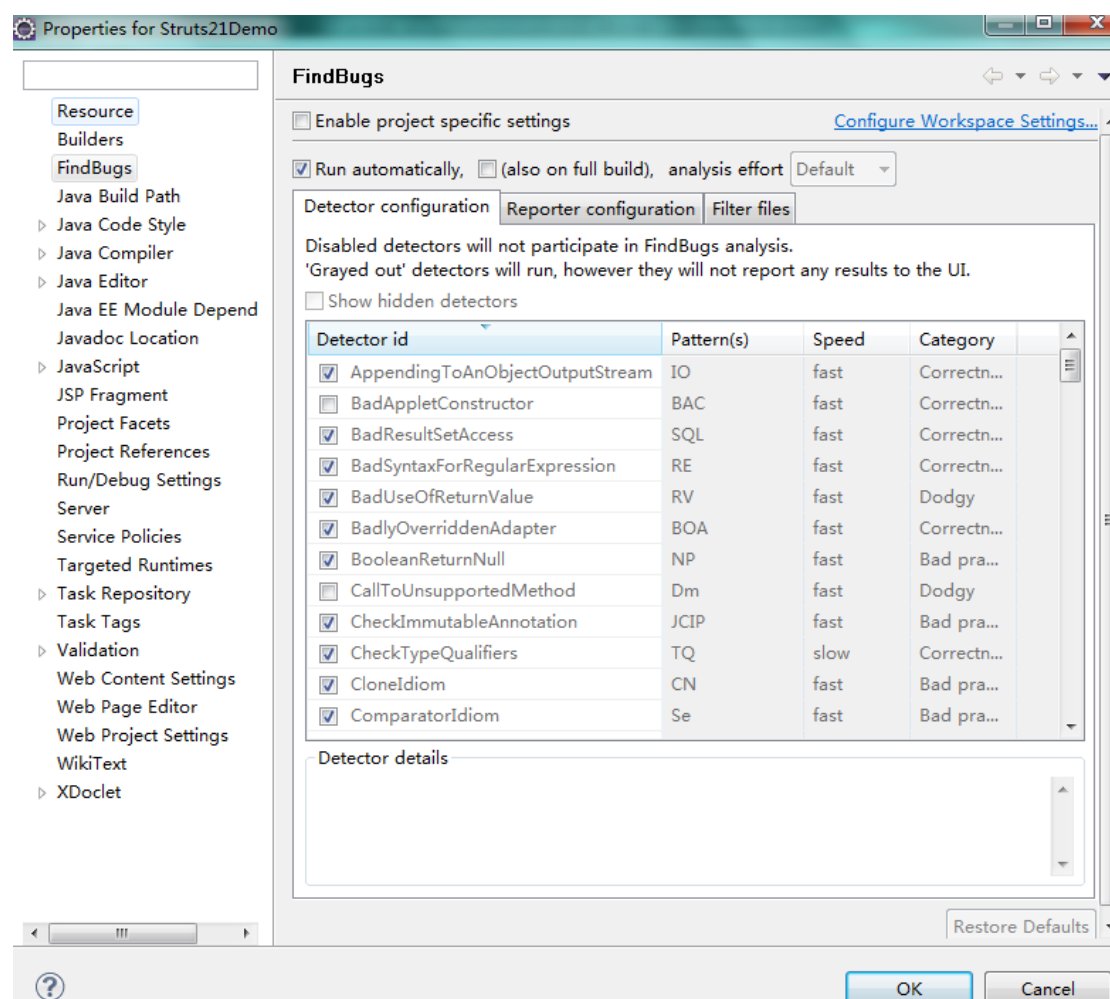 Properties for Struts21Demo
FindBugs
Resource
Builders
FindBugs
Java Build Path
Java Code Style
Java Compiler
Java Editor
Java EE Module Depend
Javadoc Location
JavaScript
JSP Fragment
Project Facets
Project References
Run/Debug Settings
Server
Service Policies
Targeted Runtimes
Task Repository
Task Tags
Validation
Web Content Settings
Web Page Editor
Web Project Settings
WikiText
XDoclet
Enable project specific settings Configure Workspace Settings...
Run automatically, (also on full build), analysis effort Default
Detector configuration Reporter configuration Filter files
Disabled detectors will not participate in FindBugs analysis.
'Grayed out' detectors will run, however they will not report any results to the UI.
Show hidden detectors
Detector id Pattern(s) Speed Category
AppendingToAnObjectOutputStream IO fast Correctn...
BadAppletConstructor BAC fast Correctn...
BadResultSetAccess SQL fast Correctn...
BadSyntaxForRegularExpression RE fast Correctn...
BadUseOfReturnValue RV fast Dodgy
BadlyOverriddenAdapter BOA fast Correctn...
BooleanReturnNull NP fast Bad pra...
CallToUnsupportedMethod Dm fast Dodgy
CheckImmutableAnnotation JCIP fast Bad pra...
CheckTypeQualifiers TQ slow Correctn...
CloneIdiom CN fast Bad pra...
ComparatorIdiom Se fast Bad pra...
Detector details
Restore Defaults
OK Cancel